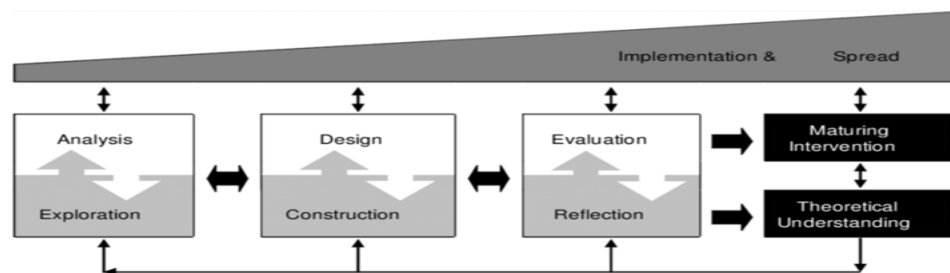 Implementation & Spread
Analysis
Exploration
Design
Construction
Evaluation
Reflection
Maturing
Intervention
Theoretical
Understanding